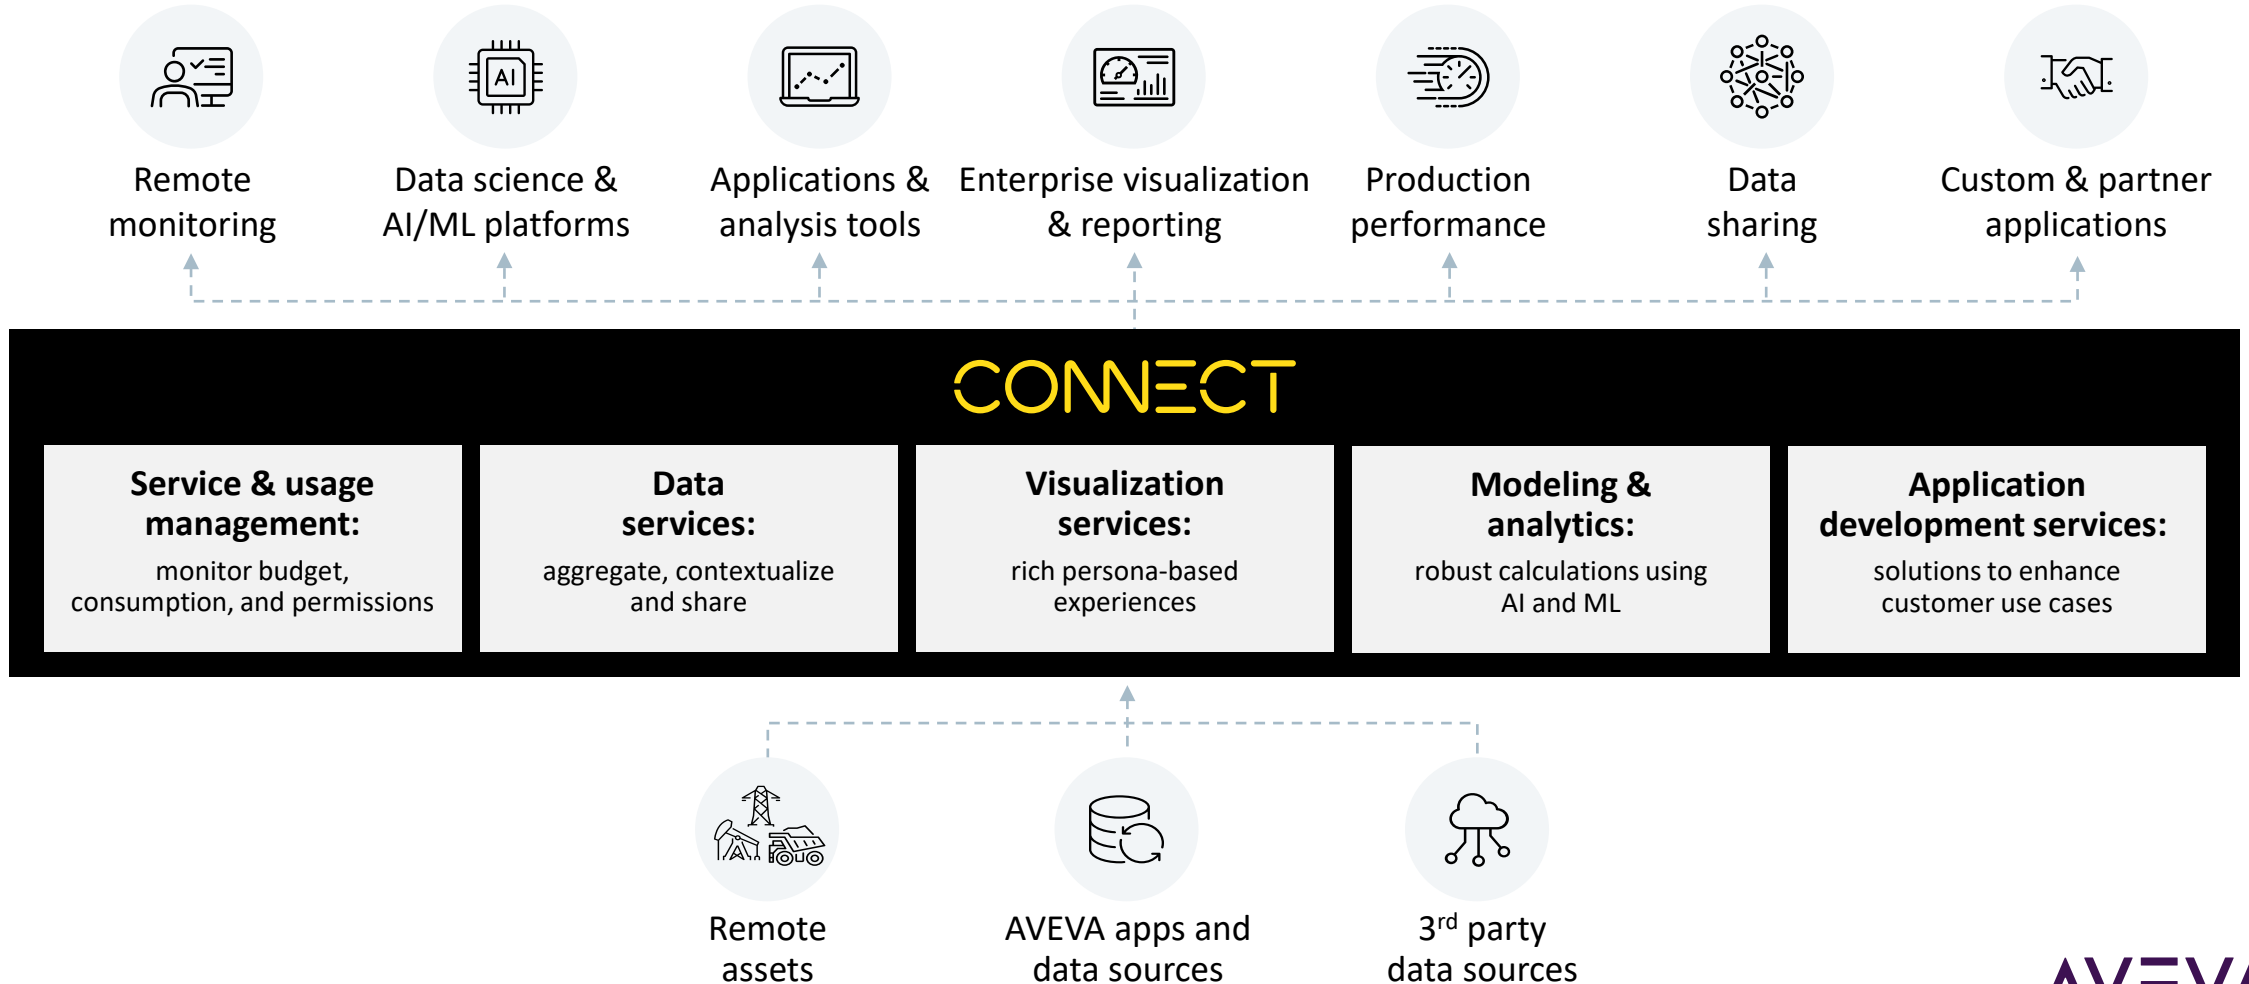 AI
Remote
monitoring
Data science &
AI/ML platforms
Applications &
analysis tools
Enterprise visualization
& reporting
Production
performance
Data
sharing
Custom & partner
applications
CONNECT
Service & usage
management:
monitor budget,
consumption, and permissions
Data
services:
aggregate, contextualize
and share
Visualization
services:
rich persona-based
experiences
Modeling &
analytics:
robust calculations using
AI and ML
Application
development services:
solutions to enhance
customer use cases
Remote
assets
AVEVA apps and
data sources
3rd party
data sources
AVEVA